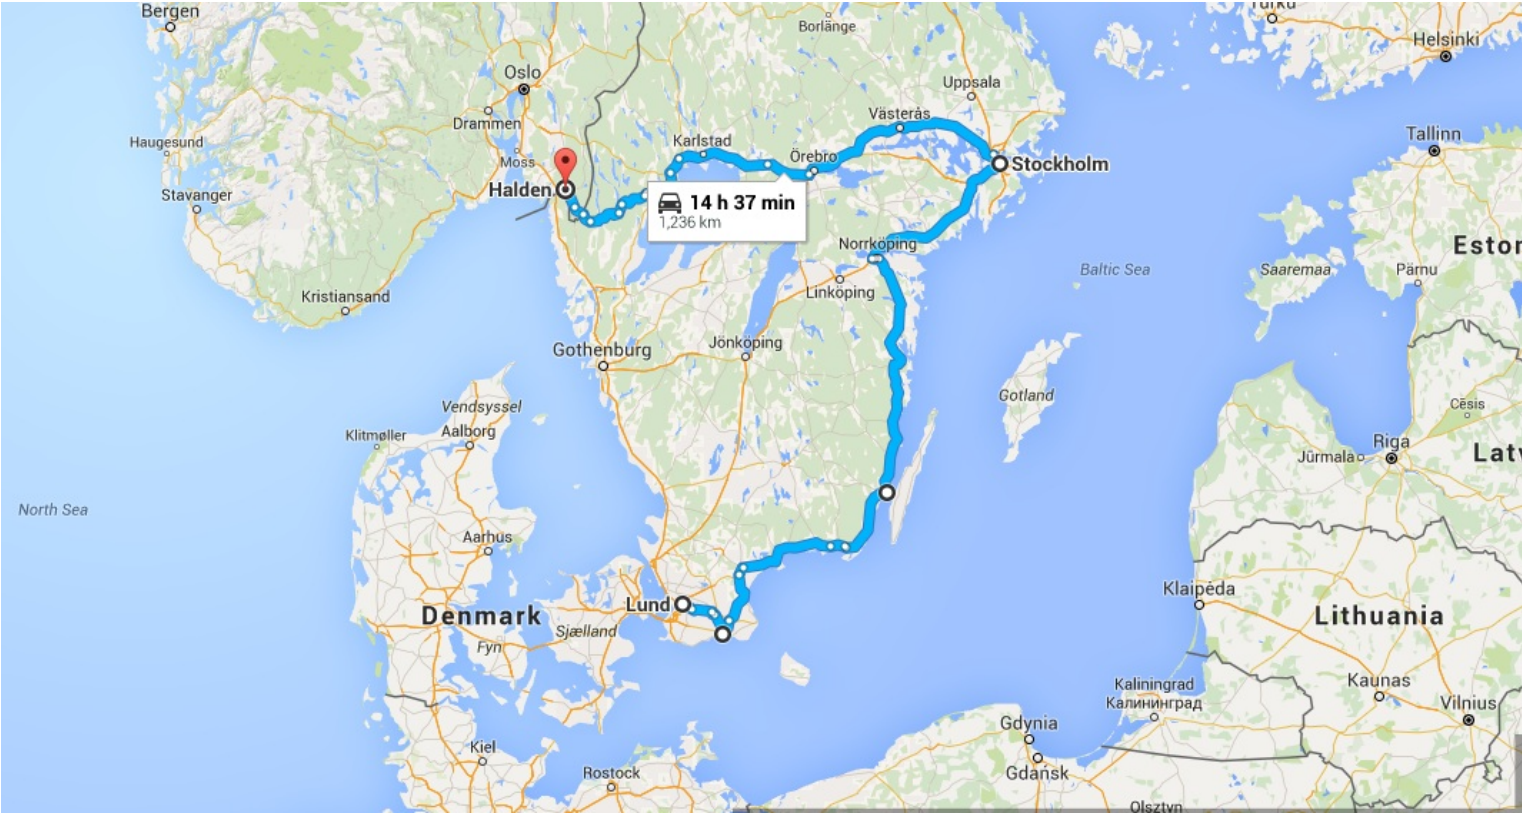 Bergen
Borlänge
Turku
Helsinki
Oslo
Uppsala
Drammen
Västerås
Haugesund
Karlstad
Tallinn
Moss
Örebro
Stockholm
Halden
Stavanger
14 h 37 min
1,236 km
Norrköping
Eston
Baltic Sea
Saaremaa
Pärnu
Kristiansand
Linköping
Gothenburg
Jönköping
Gotland
Vendsyssel
Cēsis
Klitmøller
Aalborg
Riga
Jūrmala
Latv
North Sea
Aarhus
Klaipėda
Lund
Denmark
Sjælland
Lithuania
Fyn
Kaliningrad
Калининград
Kaunas
Vilnius
Gdynia
Kiel
Rostock
Gdańsk
Olsztyn